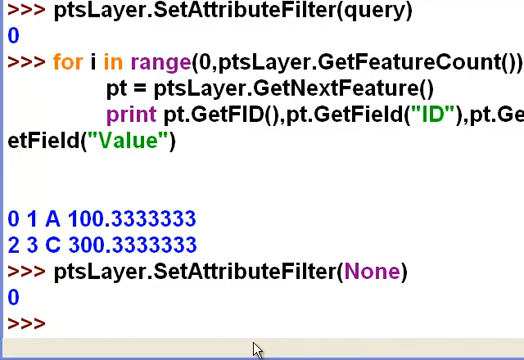 >>> ptsLayer.SetAttributeFilter(query)
0
>>> for i in range(0,ptsLayer.GetFeatureCount())
pt = ptsLayer.GetNextFeature()
print pt.GetFID(),pt.GetField("ID"),pt.Ge
etField("Value")
0 1 A 100.3333333
2 3 C 300.3333333
>>> ptsLayer.SetAttributeFilter(None)
0
>>>